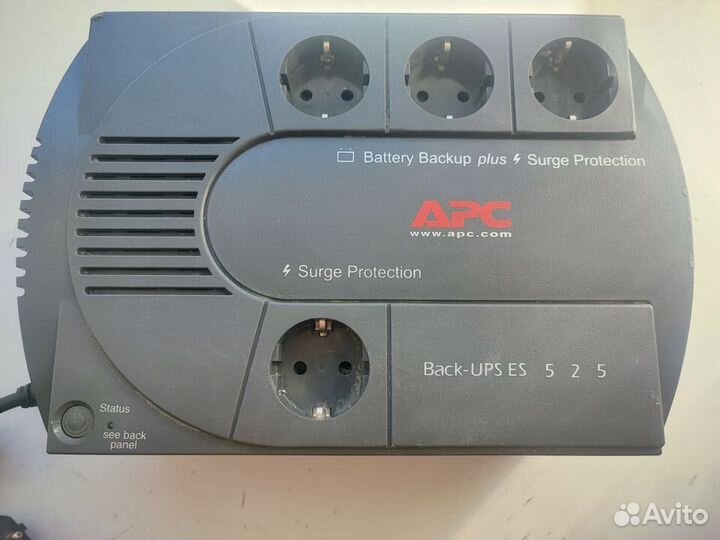 Battery Backup plus Surge Protection
APC
www.apc.com
Surge Protection
Back-UPS ES 5 2 5
Status
see back
panel
Avito